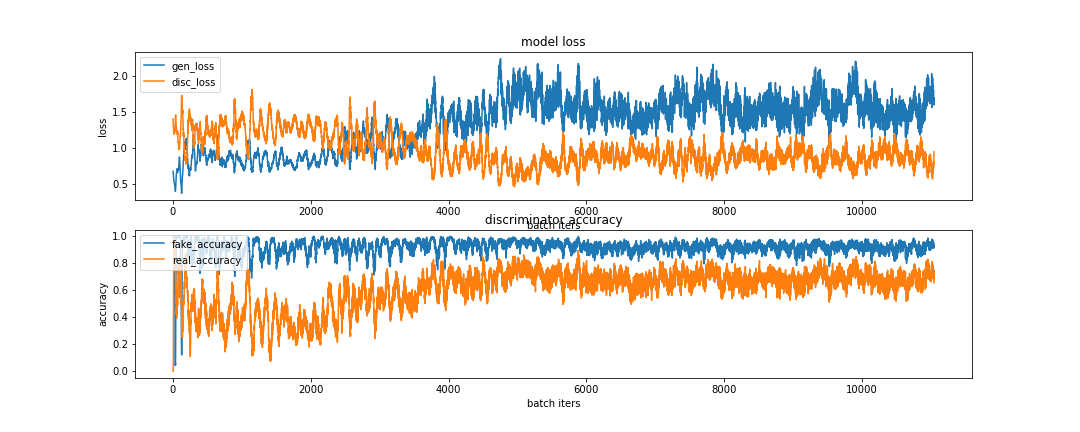 model loss
gen_loss
disc_loss
2.0
1.5
1.0
0.5
loss
0 2000 4000 6000 8000 10000
batch iters
discriminator accuracy
fake_accuracy
real_accuracy
1.0
0.8
0.6
0.4
0.2
0.0
accuracy
0 2000 4000 6000 8000 10000
batch iters